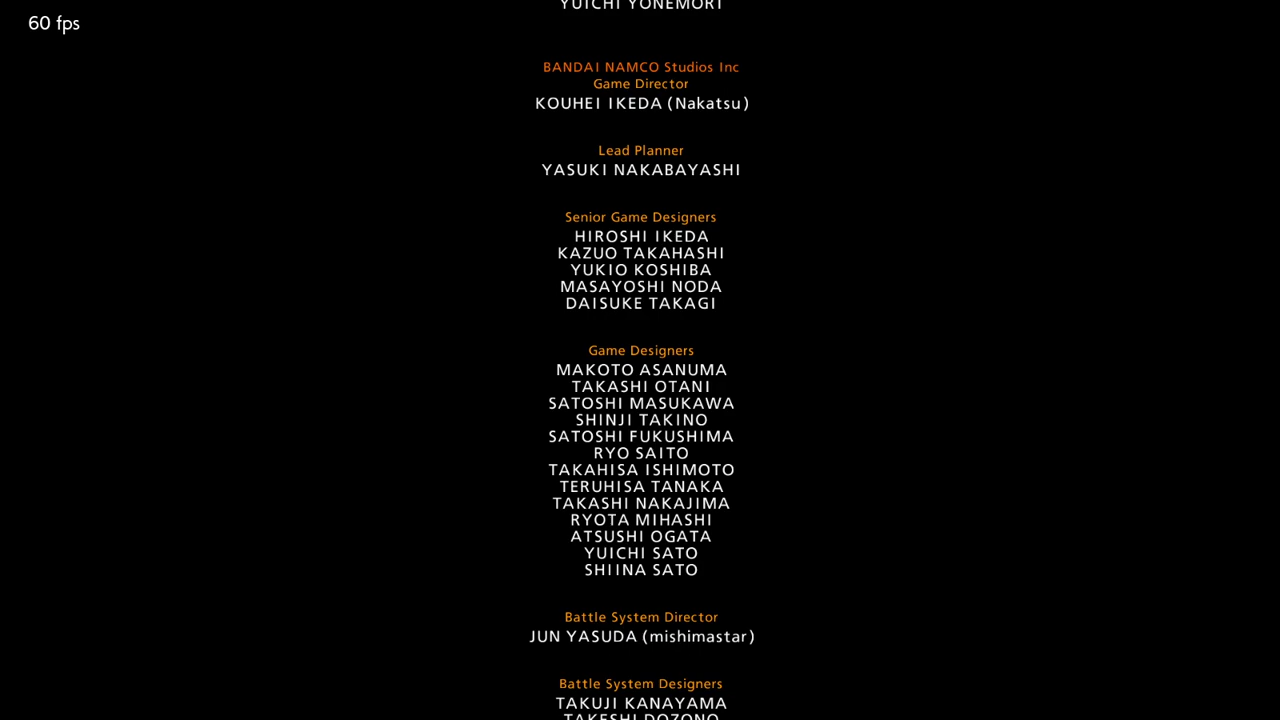 60 fps
YUICHI YONEMORI
BANDAI NAMCO Studios Inc
Game Director
KOUHEI IKEDA (Nakatsu)
Lead Planner
YASUKI NAKABAYASHI
Senior Game Designers
HIROSHI IKEDA
KAZUO TAKAHASHI
YUKIO KOSHIBA
MASAYOSHI NODA
DAISUKE TAKAGI
Game Designers
MAKOTO ASANUMA
TAKASHI OTANI
SATOSHI MASUKAWA
SHINJI TAKINO
SATOSHI FUKUSHIMA
RYO SAITO
TAKAHISA ISHIMOTO
TERUHISA TANAKA
TAKASHI NAKAJIMA
RYOTA MIHASHI
ATSUSHI OGATA
YUICHI SATO
SHIINA SATO
Battle System Director
JUN YASUDA (mishimastar)
Battle System Designers
TAKUJI KANAYAMA
TAKESHI DOZONO